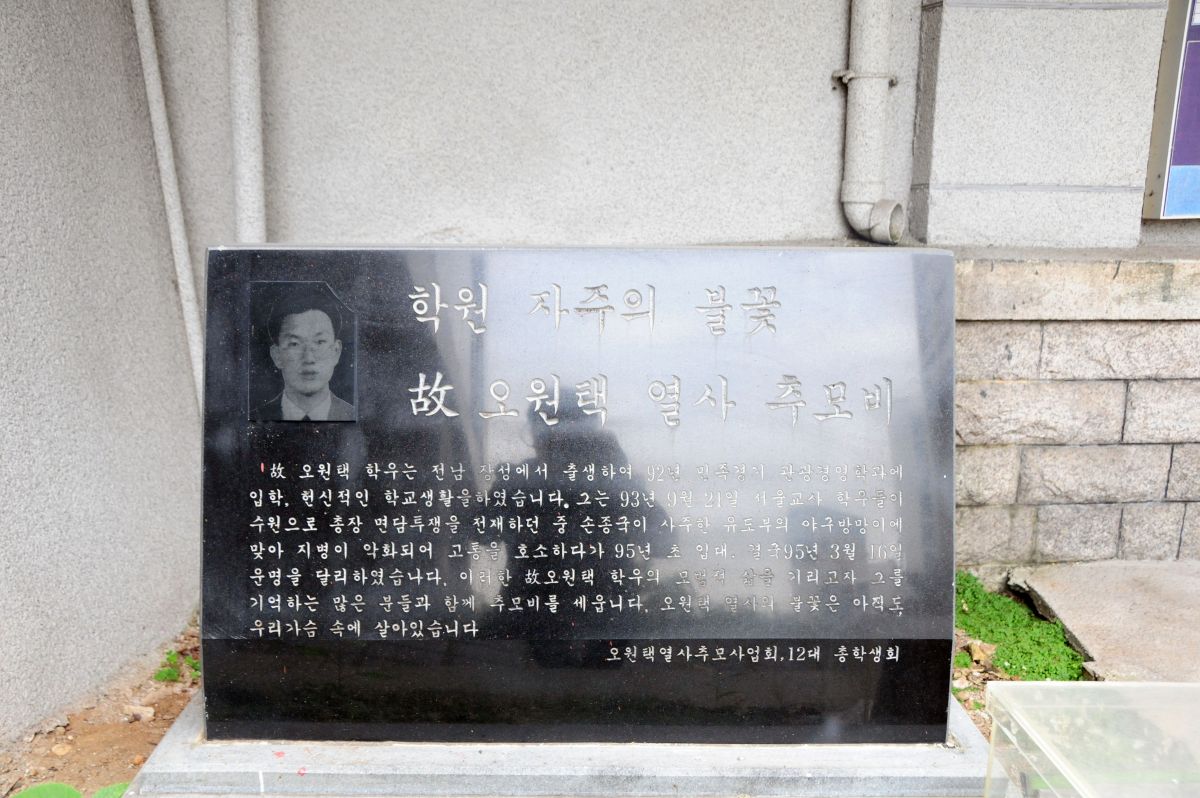 학원 자주의 불꽃
故 오원택 열사 추모비
故 오원택 학우는 전남 장성에서 출생하여 92년 민족경기 관광경영학과에
입학, 헌신적인 학교생활을하였습니다. 그는 93년 9월 21일 서울교사 학우들이
수원으로 총장 면담투쟁을 전재하던 중 손종국이 사주한 유도부의 야구방망이에
맞아 지병이 악화되어 고통을 호소하다가 95년 초 입대, 결국95년 3월 16일
운명을 달리하였습나다. 이러한 故오원택 학우의 모범적 삶을 기리고자 그를
기억하는 많은 분들과 함께 추모비를 세웁니다. 오원택 열사의 불꽃은 아직도
우리가슴 속에 살아있습니다
오원택열사추모사업회,12대 총학생회